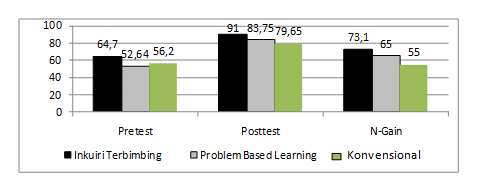 100
80
60
40
20
0
64,7 52,64 56,2
91 83,75 79,65
73,1 65 55
Pretest Posttest N-Gain
Inkuiri Terbimbing Problem Based Learning Konvensional